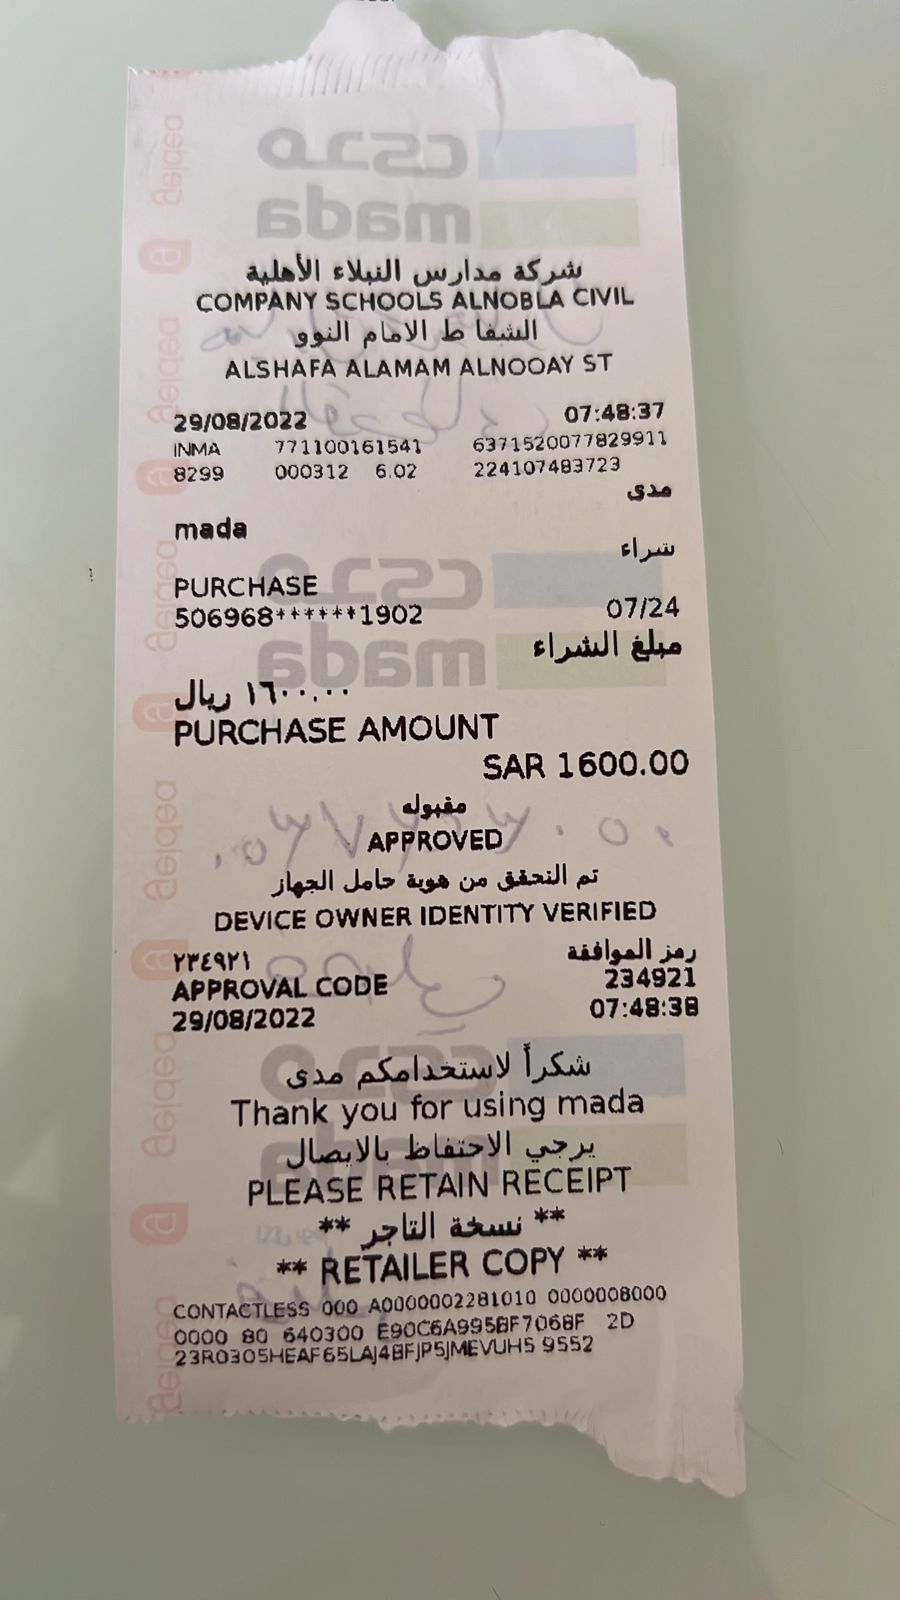 شركة مدارس النبلاء الأهلية
COMPANY SCHOOLS ALNOBLA CIVIL
الشفا ط الامام النوو
ALSHAFA ALAMAM ALNOOAY ST
29/08/2022 07:48:37
INMA 771100161541 6371520077829911
8299 000312 6.02 224107483723
مدى
mada
شراء
PURCHASE
506968******1902 07/24
مبلغ الشراء
١٦٠٠.٠٠ ريال
PURCHASE AMOUNT
SAR 1600.00
مقبوله
APPROVED
تم التحقق من هوية حامل الجهاز
DEVICE OWNER IDENTITY VERIFIED
رمز الموافقة ٢٣٤٩٢١
APPROVAL CODE 234921
29/08/2022 07:48:38
شكراً لاستخدامكم مدى
Thank you for using mada
يرجي الاحتفاظ بالايصال
PLEASE RETAIN RECEIPT
** نسخة التاجر **
** RETAILER COPY **
CONTACTLESS 000 A0000002281010 0000008000
0000 80 640300 E90C6A995BF7068F 2D
23R0305HEAF65LAJ4BFJP5JMEVUH5 9552